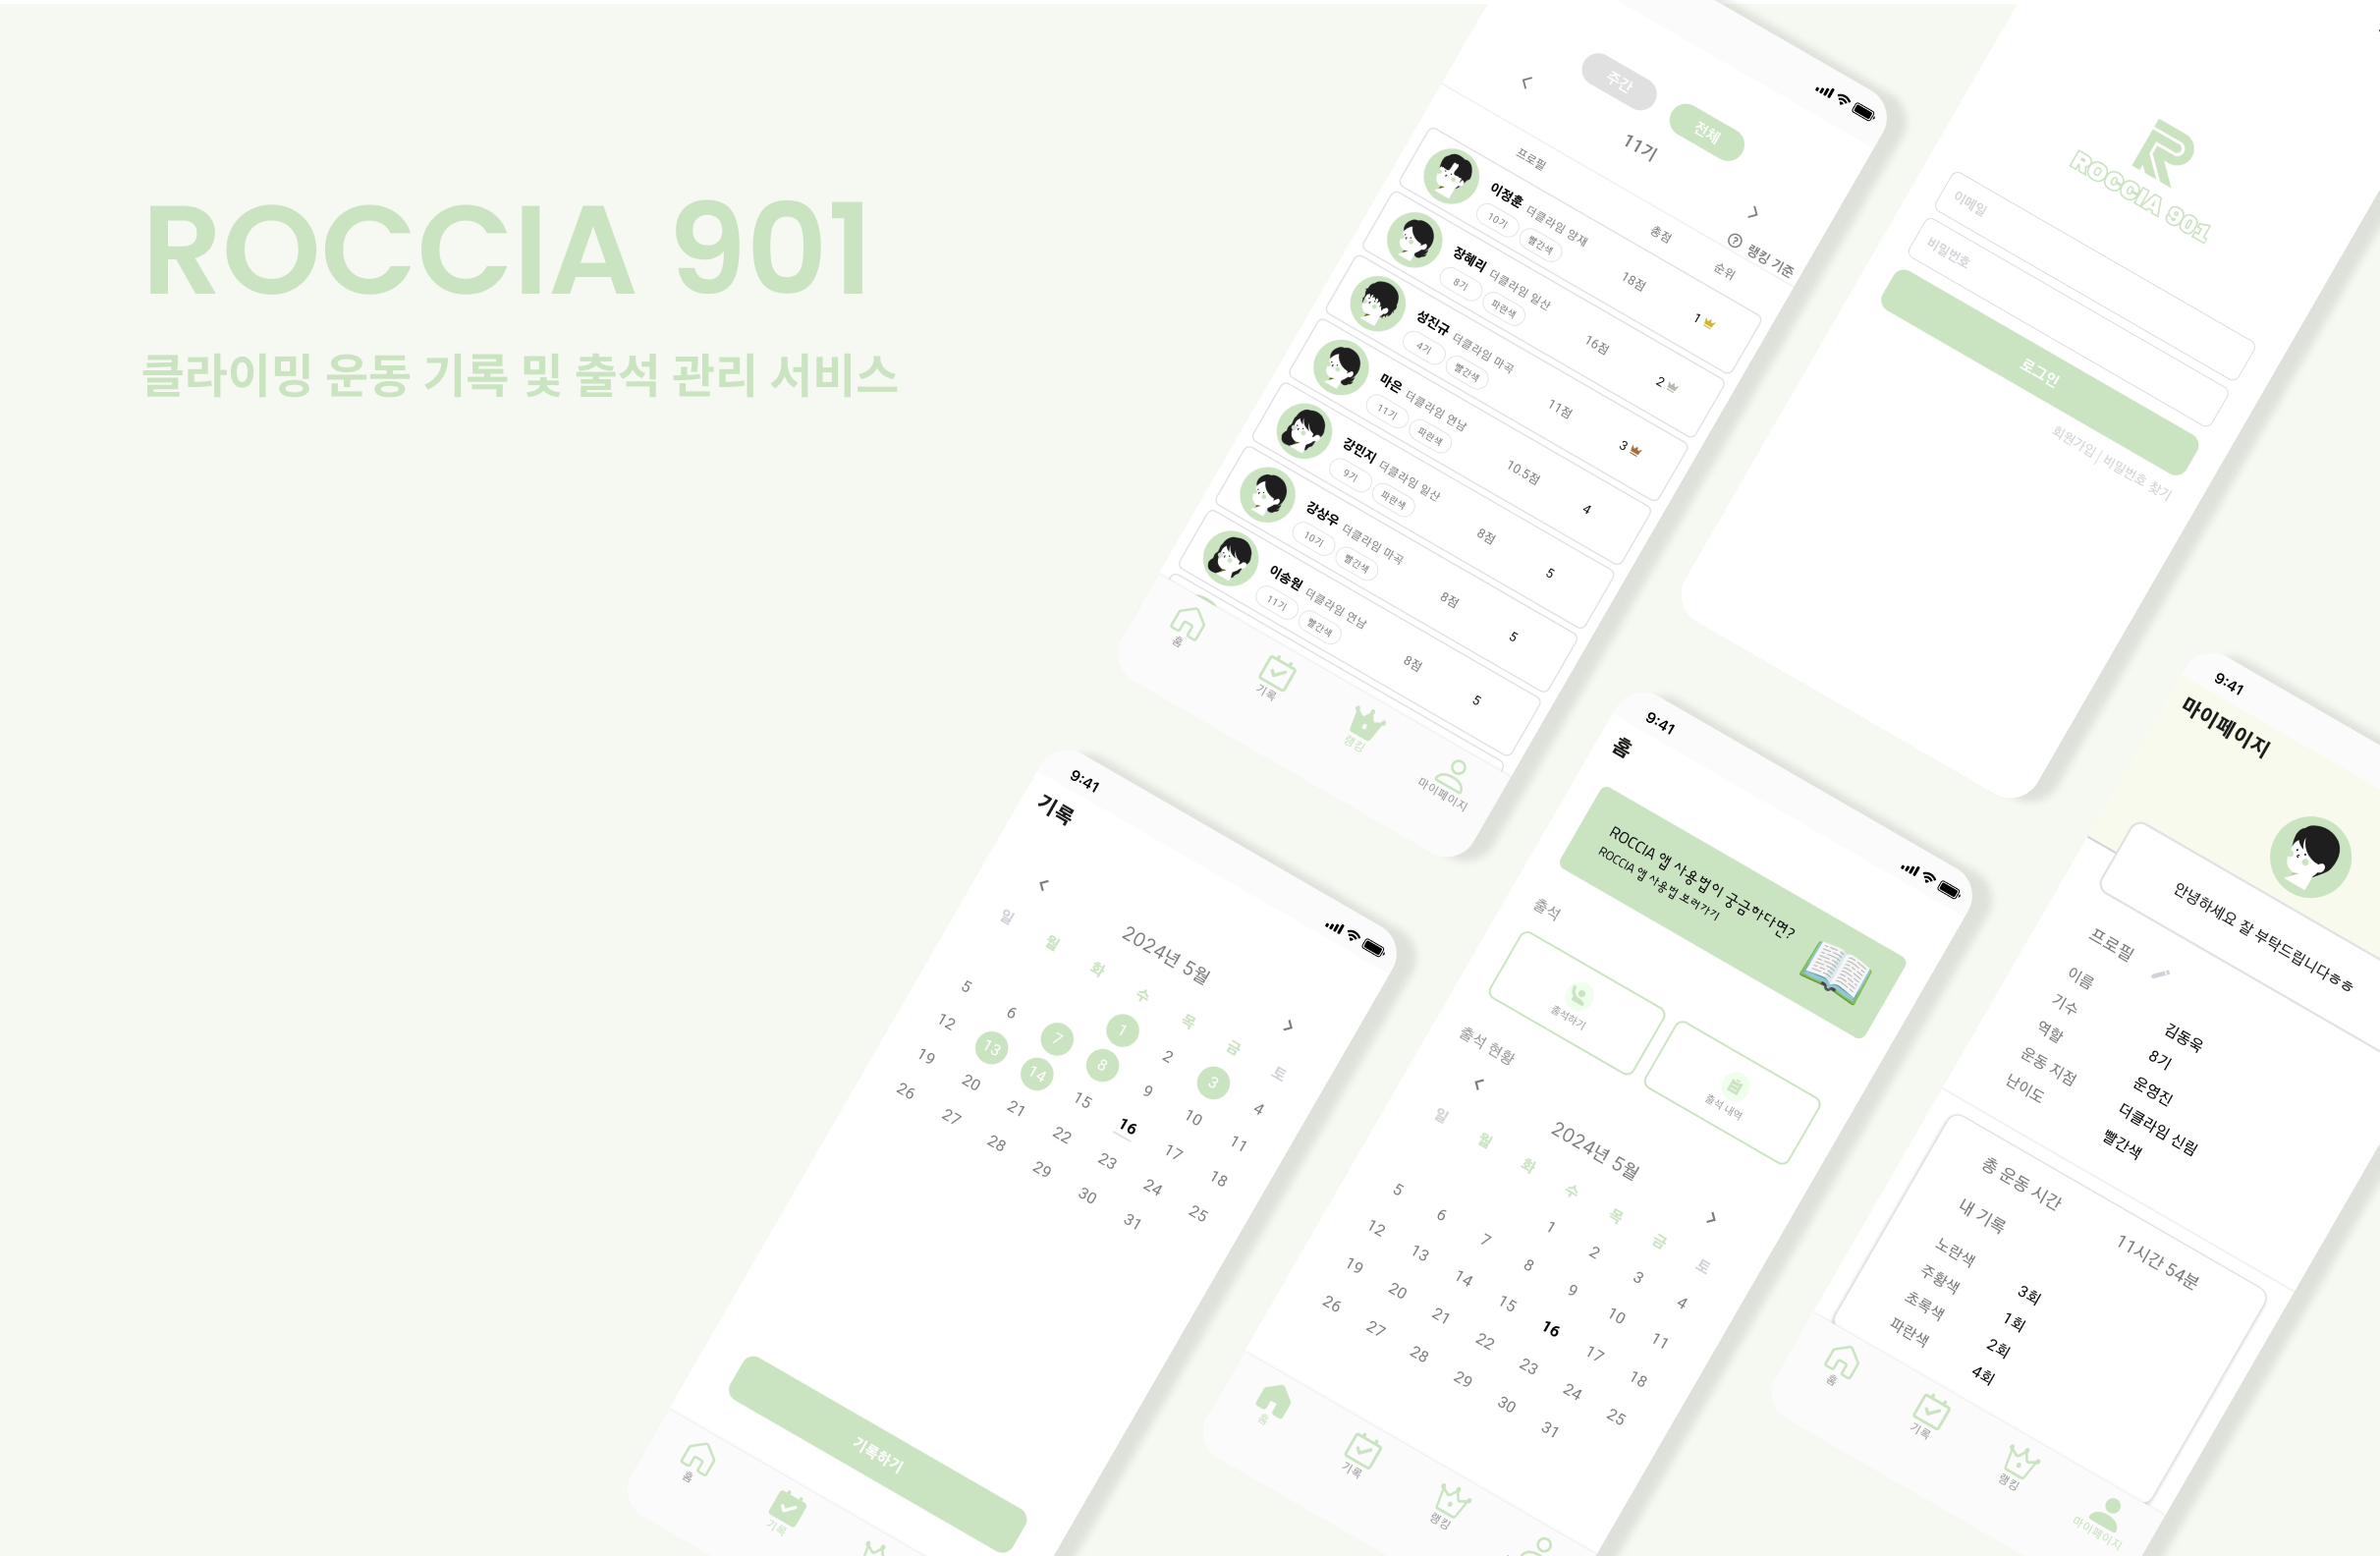 ROCCIA 901
클라이밍 운동 기록 및 출석 관리 서비스
주간 전체
11기
랭킹 기준
프로필 총점 순위
이정훈 더클라임 양재
10기 빨간색
18점 1
장혜리 더클라임 일산
8기 파란색
16점 2
성진규 더클라임 마곡
4기 빨간색
11점 3
마은 더클라임 연남
11기 파란색
10.5점 4
강민지 더클라임 일산
9기 파란색
8점 5
강상우 더클라임 마곡
10기 빨간색
8점 5
이송원 더클라임 연남
11기 빨간색
8점 5
홈 기록 랭킹 마이페이지
ROCCIA 901
이메일
비밀번호
로그인
회원가입 | 비밀번호 찾기
9:41
기록
2024년 5월
일 월 화 수 목 금 토
1 2 3 4
5 6 7 8 9 10 11
12 13 14 15 16 17 18
19 20 21 22 23 24 25
26 27 28 29 30 31
기록하기
홈 기록
9:41
홈
ROCCIA 앱 사용법이 궁금하다면?
ROCCIA 앱 사용법 보러가기
출석
출석하기 출석 내역
출석 현황
2024년 5월
일 월 화 수 목 금 토
1 2 3 4
5 6 7 8 9 10 11
12 13 14 15 16 17 18
19 20 21 22 23 24 25
26 27 28 29 30 31
홈 기록 랭킹
9:41
마이페이지
안녕하세요 잘 부탁드립니다ㅎㅎ
프로필
이름 김동욱
기수 8기
역할 운영진
운동 지점 더클라임 신림
난이도 빨간색
총 운동 시간 11시간 54분
내 기록
노란색 3회
주황색 1회
초록색 2회
파란색 4회
홈 기록 랭킹 마이페이지